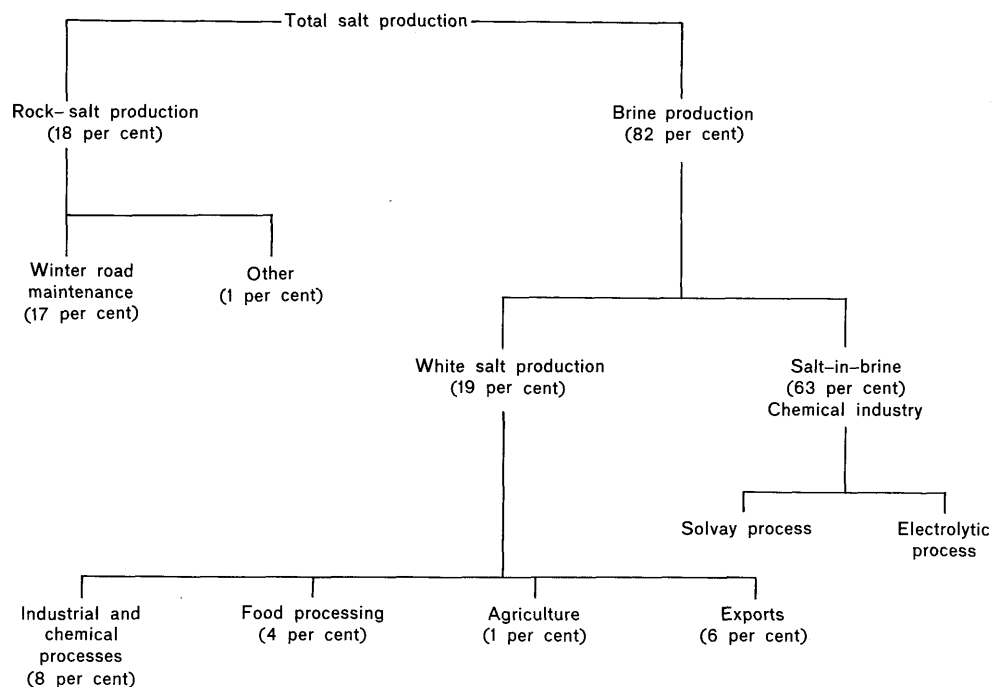 Total salt production
Rock-salt production
(18 per cent)
Brine production
(82 per cent)
Winter road
maintenance
(17 per cent)
Other
(1 per cent)
White salt production
(19 per cent)
Salt-in-brine
(63 per cent)
Chemical industry
Solvay process
Electrolytic
process
Industrial and
chemical
processes
(8 per cent)
Food processing
(4 per cent)
Agriculture
(1 per cent)
Exports
(6 per cent)